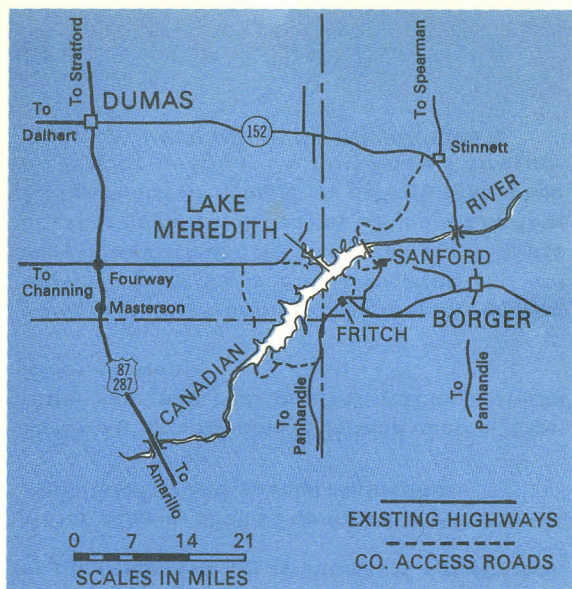 To Stratford
DUMAS
To
Dalhart
152
To Spearman
Stinnett
LAKE
MEREDITH
RIVER
SANFORD
To
Channing
Fourway
Masterson
FRITCH
BORGER
87
287
CANADIAN
To
Panhandle
To
Panhandle
To
Amarillo
EXISTING HIGHWAYS
CO. ACCESS ROADS
0 7 14 21
SCALES IN MILES